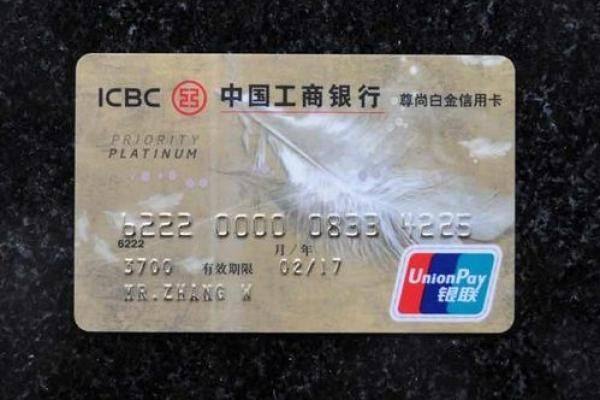 ICBC 中国工商银行 尊尚白金信用卡
PRIORITY
PLATINUM
6222 0000 0833 4225
6222
月/年
3700 有效期限 02/17
MR.ZHANG W
UnionPay
银联